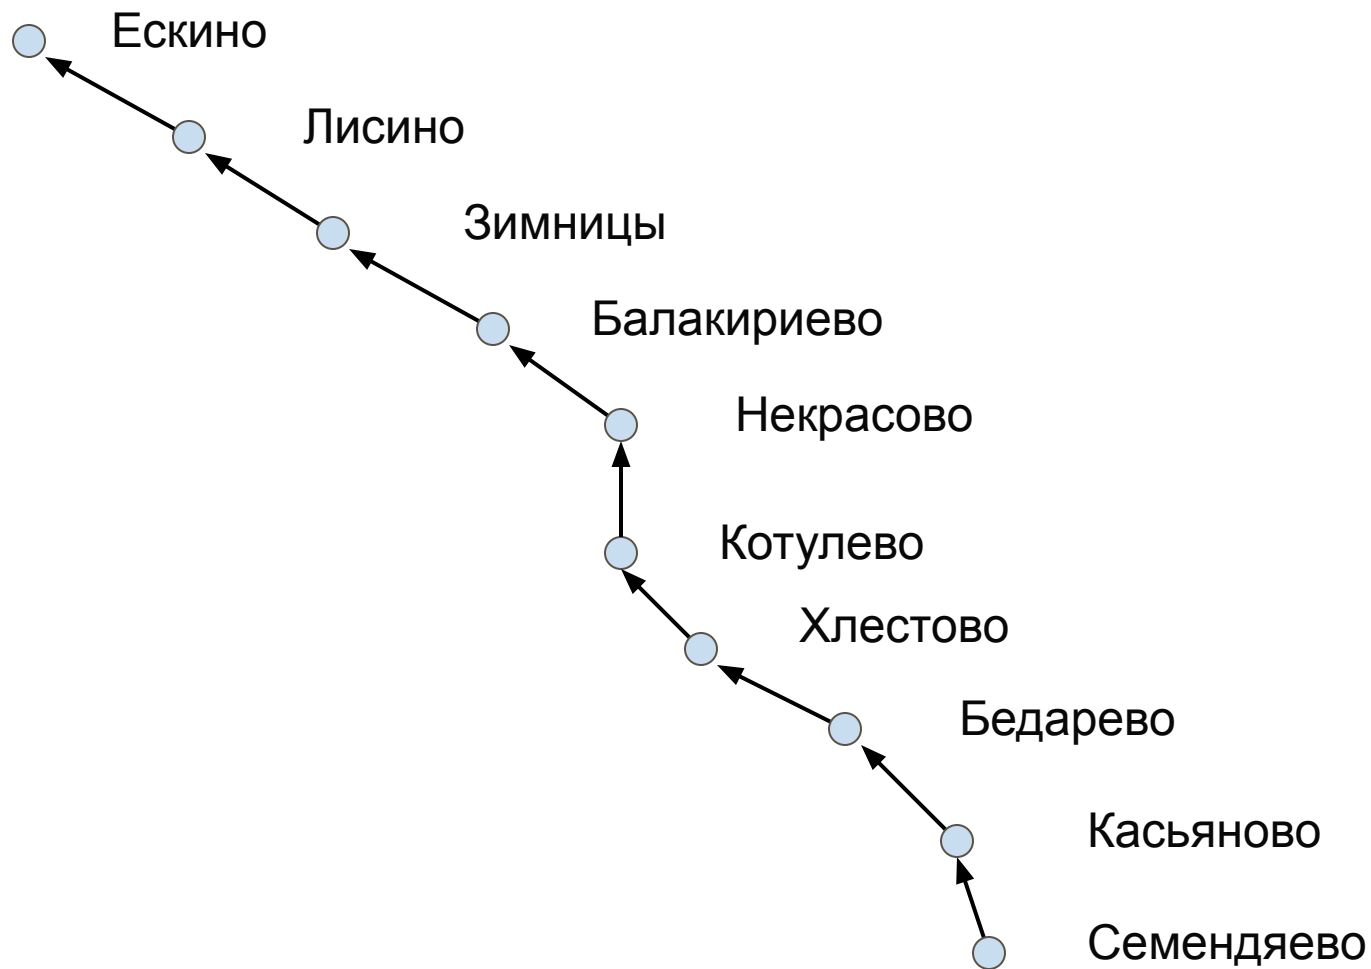 Ескино
Лисино
Зимницы
Балакириево
Некрасово
Котулево
Хлестово
Бедарево
Касьяново
Семендяево